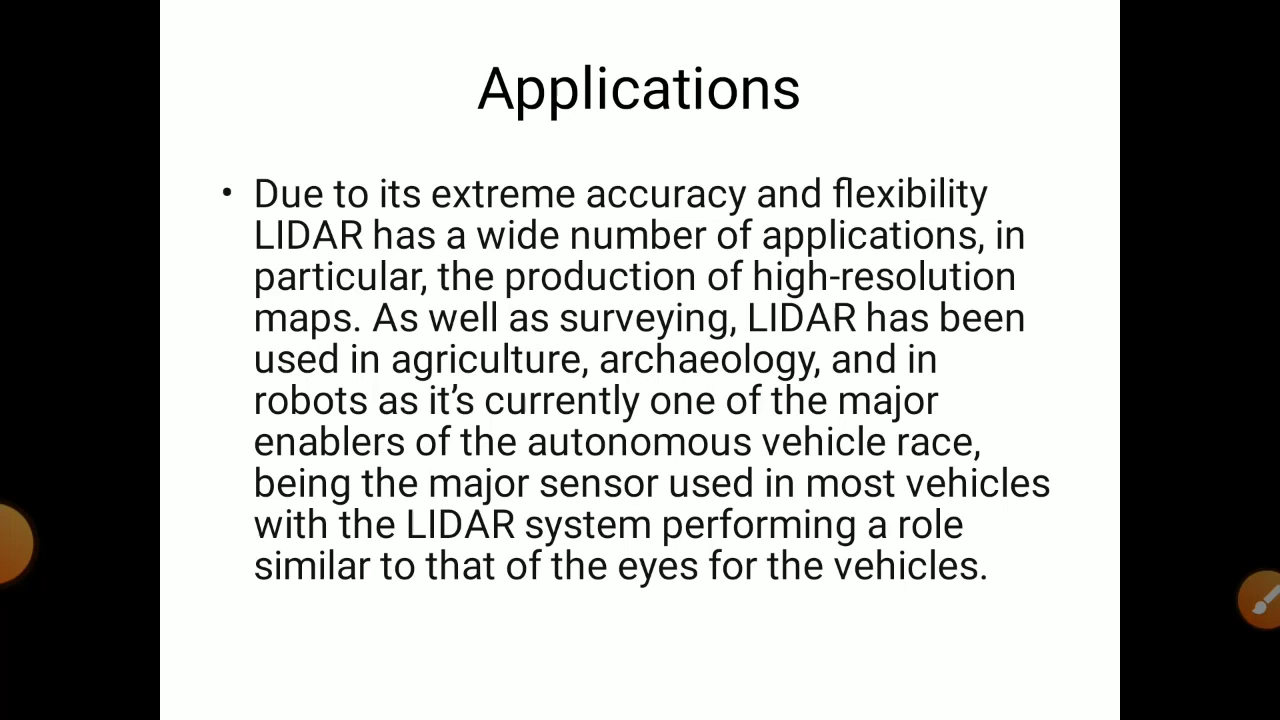 Applications
• Due to its extreme accuracy and flexibility
LIDAR has a wide number of applications, in
particular, the production of high-resolution
maps. As well as surveying, LIDAR has been
used in agriculture, archaeology, and in
robots as it’s currently one of the major
enablers of the autonomous vehicle race,
being the major sensor used in most vehicles
with the LIDAR system performing a role
similar to that of the eyes for the vehicles.